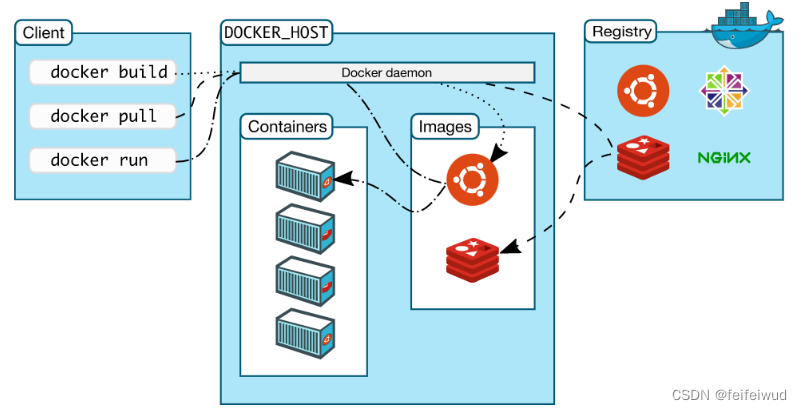 Client
docker build
docker pull
docker run
DOCKER_HOST
Docker daemon
Containers
Images
Registry
NGiNX
CSDN @feifeiwud